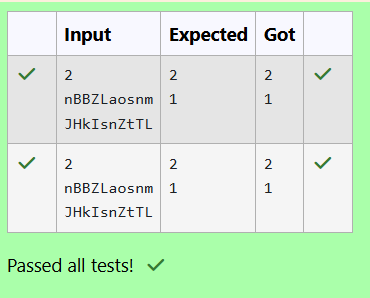 Input Expected Got
2 2 2
nBBZLaosnm 1 1
JHkIsnZtTL
2 2 2
nBBZLaosnm 1 1
JHkIsnZtTL
Passed all tests!